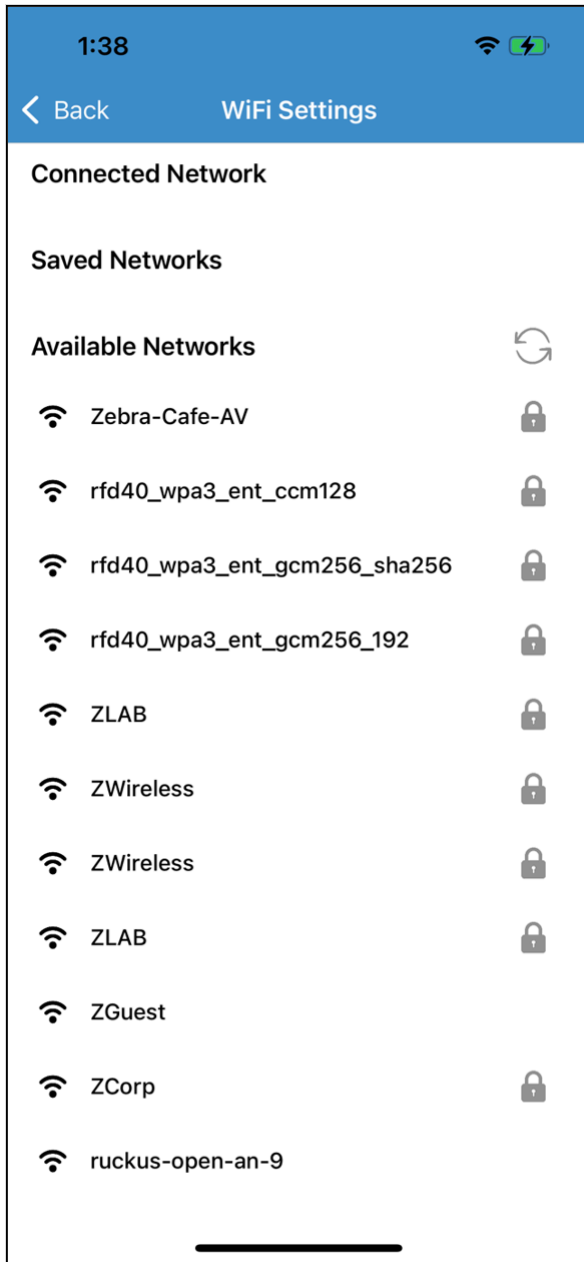 1:38
Back WiFi Settings
Connected Network
Saved Networks
Available Networks
Zebra-Cafe-AV
rfd40_wpa3_ent_ccm128
rfd40_wpa3_ent_gcm256_sha256
rfd40_wpa3_ent_gcm256_192
ZLAB
ZWireless
ZWireless
ZLAB
ZGuest
ZCorp
ruckus-open-an-9